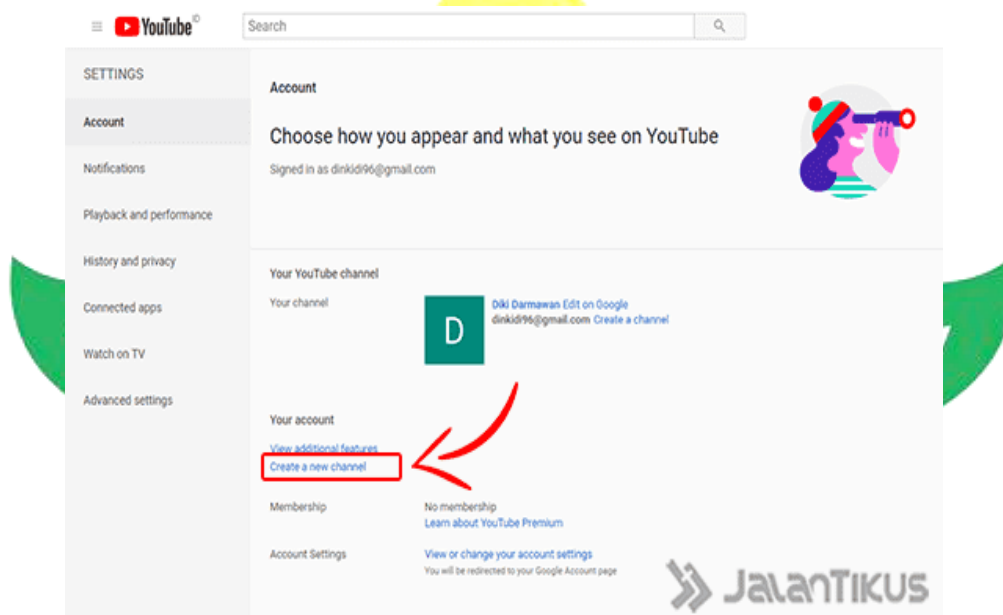 YouTube ID
Search
SETTINGS
Account
Notifications
Playback and performance
History and privacy
Connected apps
Watch on TV
Advanced settings
Account
Choose how you appear and what you see on YouTube
Signed in as dinkidi96@gmail.com
Your YouTube channel
Your channel
D
Diki Darmawan Edit on Google
dinkidi96@gmail.com Create a channel
Your account
View additional features
Create a new channel
Membership
No membership
Learn about YouTube Premium
Account Settings
View or change your account settings
You will be redirected to your Google Account page
JALANTIKUS